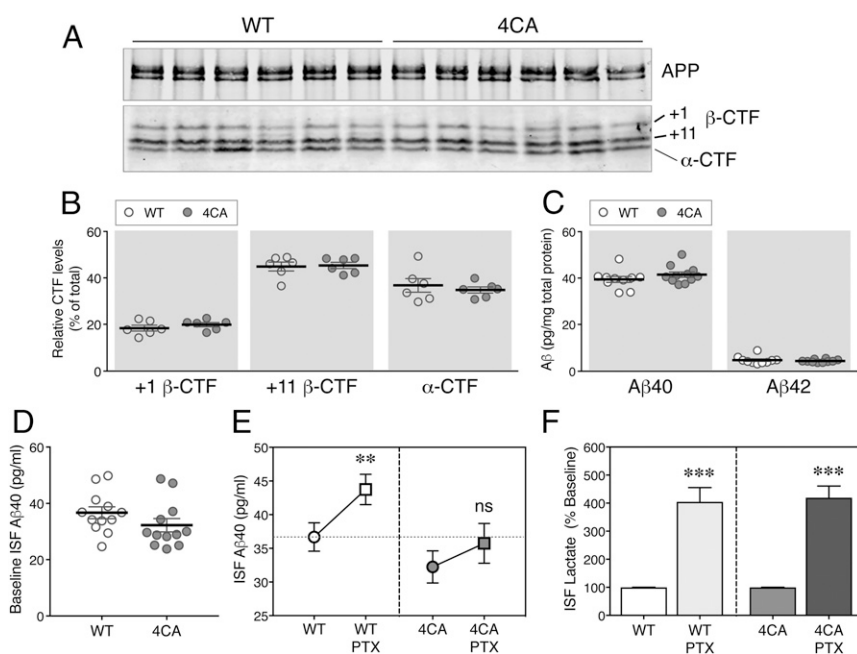 A
WT
4CA
APP
+1
β-CTF
+11
α-CTF
B
WT
4CA
Relative CTF levels
(% of total)
60
40
20
0
+1 β-CTF
+11 β-CTF
α-CTF
C
WT
4CA
Aβ (pg/mg total protein)
60
40
20
0
Aβ40
Aβ42
D
Baseline ISF Aβ40 (pg/ml)
60
40
20
0
WT
4CA
E
ISF Aβ40 (pg/ml)
50
45
40
35
30
25
**
ns
WT
WT
PTX
4CA
4CA
PTX
F
ISF Lactate (% Baseline)
600
500
400
300
200
100
***
***
WT
WT
PTX
4CA
4CA
PTX